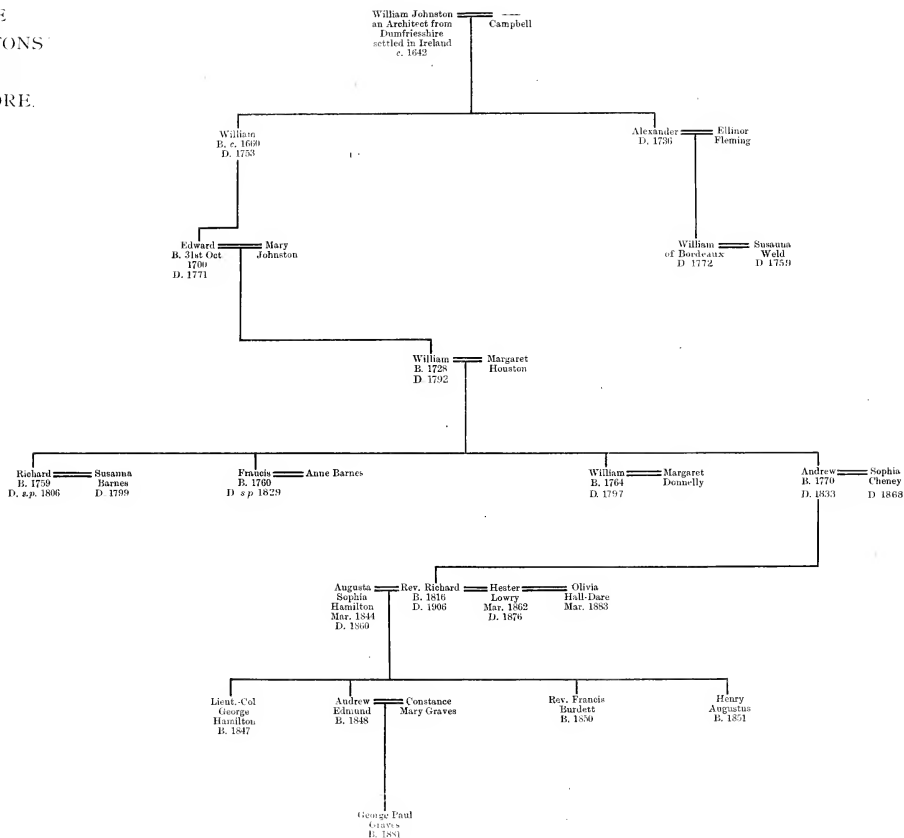 E
TONS
ORE.
William Johnston
an Architect from
Dumfriesshire
settled in Ireland
c. 1642
—
Campbell
William
B. c. 1660
D. 1753
Alexander
D. 1736
Ellinor
Fleming
Edward
B. 31st Oct
1700
D. 1771
Mary
Johnston
William
of Bordeaux
D 1772
Susanna
Weld
D 1759
William
B. 1728
D 1792
Margaret
Houston
Richard
B. 1759
D. s.p. 1806
Susanna
Barnes
D 1799
Francis
B. 1760
D s p 1829
Anne Barnes
William
B. 1764
D. 1797
Margaret
Donnelly
Andrew
B. 1770
D. 1833
Sophia
Cheney
D 1868
Augusta
Sophia
Hamilton
Mar. 1844
D. 1860
Rev. Richard
B. 1816
D. 1906
Hester
Lowry
Mar. 1862
D. 1876
Olivia
Hall-Dare
Mar. 1883
Lieut.-Col
George
Hamilton
B. 1847
Andrew
Edmund
B. 1848
Constance
Mary Graves
Rev. Francis
Burdett
B. 1850
Henry
Augustus
B. 1851
George Paul
Graves
B. 1881